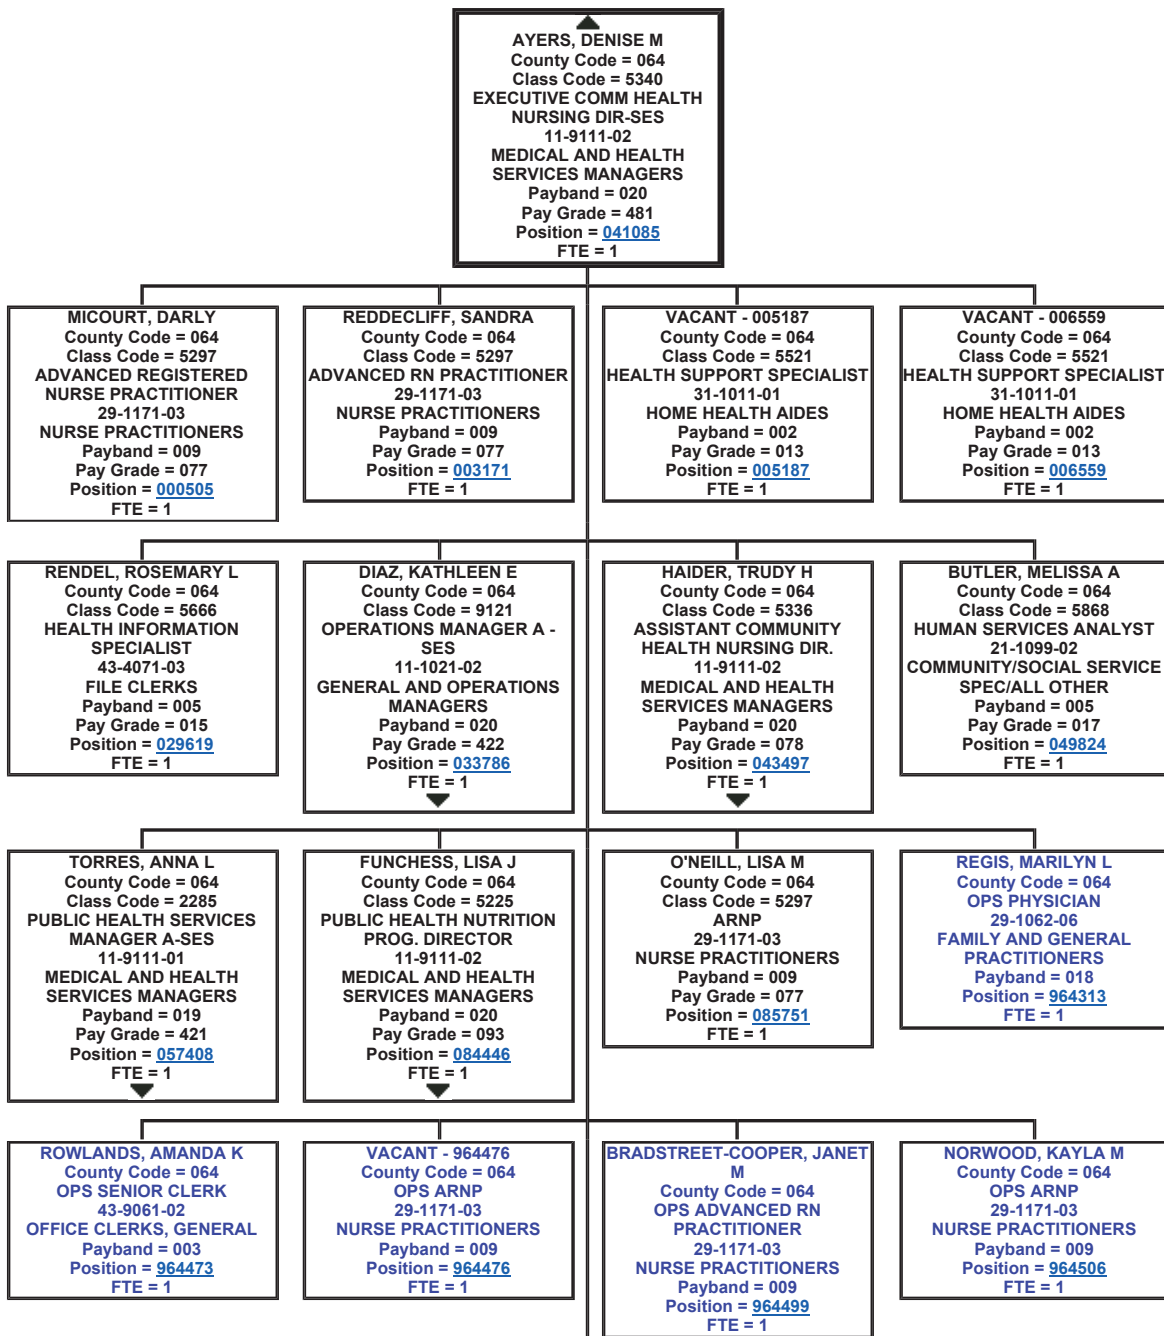 AYERS, DENISE M
County Code = 064
Class Code = 5340
EXECUTIVE COMM HEALTH
NURSING DIR-SES
11-9111-02
MEDICAL AND HEALTH
SERVICES MANAGERS
Payband = 020
Pay Grade = 481
Position = 041085
FTE = 1
MICOURT, DARLY
County Code = 064
Class Code = 5297
ADVANCED REGISTERED
NURSE PRACTITIONER
29-1171-03
NURSE PRACTITIONERS
Payband = 009
Pay Grade = 077
Position = 000505
FTE = 1
REDDECLIFF, SANDRA
County Code = 064
Class Code = 5297
ADVANCED RN PRACTITIONER
29-1171-03
NURSE PRACTITIONERS
Payband = 009
Pay Grade = 077
Position = 003171
FTE = 1
VACANT - 005187
County Code = 064
Class Code = 5521
HEALTH SUPPORT SPECIALIST
31-1011-01
HOME HEALTH AIDES
Payband = 002
Pay Grade = 013
Position = 005187
FTE = 1
VACANT - 006559
County Code = 064
Class Code = 5521
HEALTH SUPPORT SPECIALIST
31-1011-01
HOME HEALTH AIDES
Payband = 002
Pay Grade = 013
Position = 006559
FTE = 1
RENDEL, ROSEMARY L
County Code = 064
Class Code = 5666
HEALTH INFORMATION
SPECIALIST
43-4071-03
FILE CLERKS
Payband = 005
Pay Grade = 015
Position = 029619
FTE = 1
DIAZ, KATHLEEN E
County Code = 064
Class Code = 9121
OPERATIONS MANAGER A -
SES
11-1021-02
GENERAL AND OPERATIONS
MANAGERS
Payband = 020
Pay Grade = 422
Position = 033786
FTE = 1
HAIDER, TRUDY H
County Code = 064
Class Code = 5336
ASSISTANT COMMUNITY
HEALTH NURSING DIR.
11-9111-02
MEDICAL AND HEALTH
SERVICES MANAGERS
Payband = 020
Pay Grade = 078
Position = 043497
FTE = 1
BUTLER, MELISSA A
County Code = 064
Class Code = 5868
HUMAN SERVICES ANALYST
21-1099-02
COMMUNITY/SOCIAL SERVICE
SPEC/ALL OTHER
Payband = 005
Pay Grade = 017
Position = 049824
FTE = 1
TORRES, ANNA L
County Code = 064
Class Code = 2285
PUBLIC HEALTH SERVICES
MANAGER A-SES
11-9111-01
MEDICAL AND HEALTH
SERVICES MANAGERS
Payband = 019
Pay Grade = 421
Position = 057408
FTE = 1
FUNCHESS, LISA J
County Code = 064
Class Code = 5225
PUBLIC HEALTH NUTRITION
PROG. DIRECTOR
11-9111-02
MEDICAL AND HEALTH
SERVICES MANAGERS
Payband = 020
Pay Grade = 093
Position = 084446
FTE = 1
O'NEILL, LISA M
County Code = 064
Class Code = 5297
ARNP
29-1171-03
NURSE PRACTITIONERS
Payband = 009
Pay Grade = 077
Position = 085751
FTE = 1
REGIS, MARILYN L
County Code = 064
OPS PHYSICIAN
29-1062-06
FAMILY AND GENERAL
PRACTITIONERS
Payband = 018
Position = 964313
FTE = 1
ROWLANDS, AMANDA K
County Code = 064
OPS SENIOR CLERK
43-9061-02
OFFICE CLERKS, GENERAL
Payband = 003
Position = 964473
FTE = 1
VACANT - 964476
County Code = 064
OPS ARNP
29-1171-03
NURSE PRACTITIONERS
Payband = 009
Position = 964476
FTE = 1
BRADSTREET-COOPER, JANET
M
County Code = 064
OPS ADVANCED RN
PRACTITIONER
29-1171-03
NURSE PRACTITIONERS
Payband = 009
Position = 964499
FTE = 1
NORWOOD, KAYLA M
County Code = 064
OPS ARNP
29-1171-03
NURSE PRACTITIONERS
Payband = 009
Position = 964506
FTE = 1